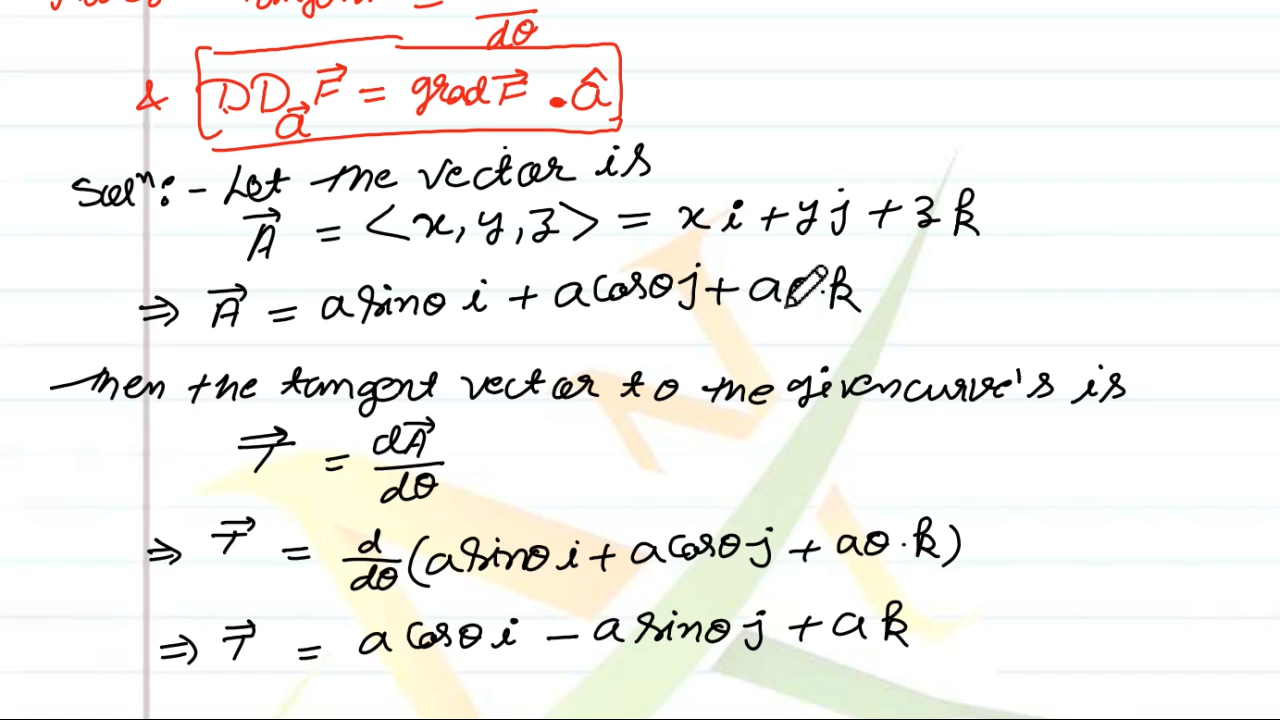 dθ
& DD_a⃗ F⃗ = grad F⃗ . â
Solⁿ: - Let the vector is
A⃗ = <x, y, z> = x i + y j + z k
⇒ A⃗ = a sinθ i + a cosθ j + aθ.k
Then the tangent vector to the given curve's is
T⃗ = dA⃗/dθ
⇒ T⃗ = d/dθ (a sinθ i + a cosθ j + aθ.k)
⇒ T⃗ = a cosθ i - a sinθ j + a k